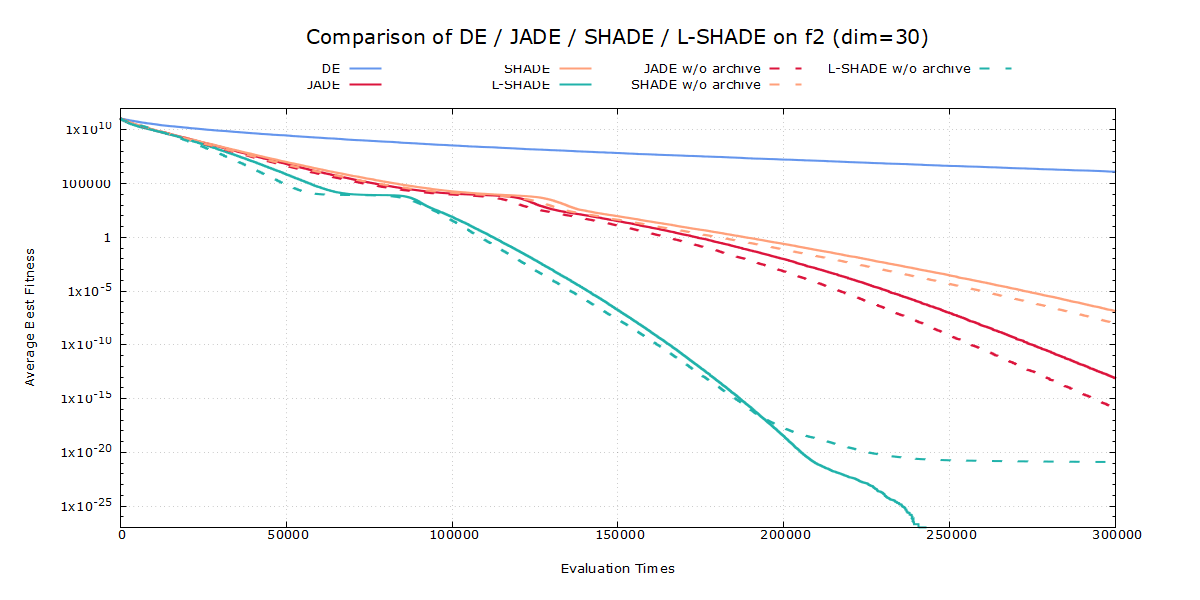 Comparison of DE / JADE / SHADE / L-SHADE on f2 (dim=30)
DE SHADE JADE w/o archive L-SHADE w/o archive
JADE L-SHADE SHADE w/o archive
1x10^10
100000
1
1x10^-5
1x10^-10
1x10^-15
1x10^-20
1x10^-25
Average Best Fitness
0 50000 100000 150000 200000 250000 300000
Evaluation Times